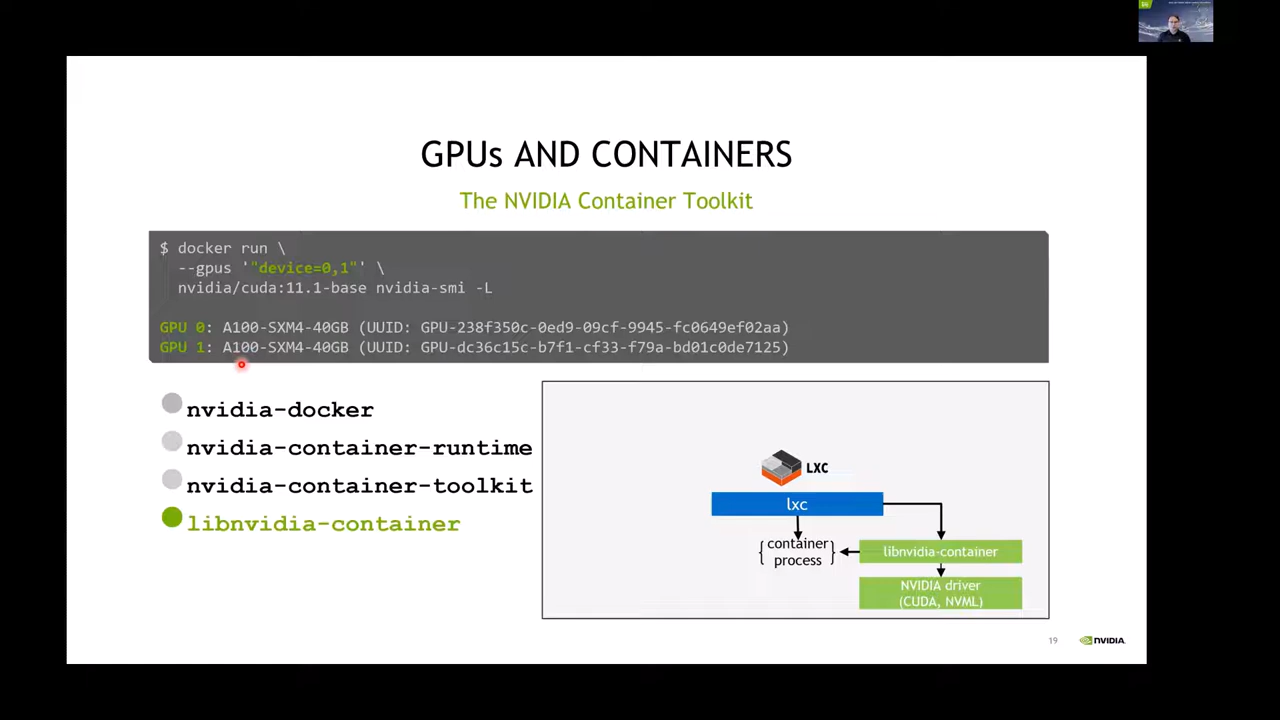 GPUs AND CONTAINERS
The NVIDIA Container Toolkit
$ docker run \
--gpus '"device=0,1"' \
nvidia/cuda:11.1-base nvidia-smi -L
GPU 0: A100-SXM4-40GB (UUID: GPU-238f350c-0ed9-09cf-9945-fc0649ef02aa)
GPU 1: A100-SXM4-40GB (UUID: GPU-dc36c15c-b7f1-cf33-f79a-bd01c0de7125)
nvidia-docker
nvidia-container-runtime
nvidia-container-toolkit
libnvidia-container
LXC
lxc
{container
process}
libnvidia-container
NVIDIA driver
(CUDA, NVML)
19
NVIDIA.